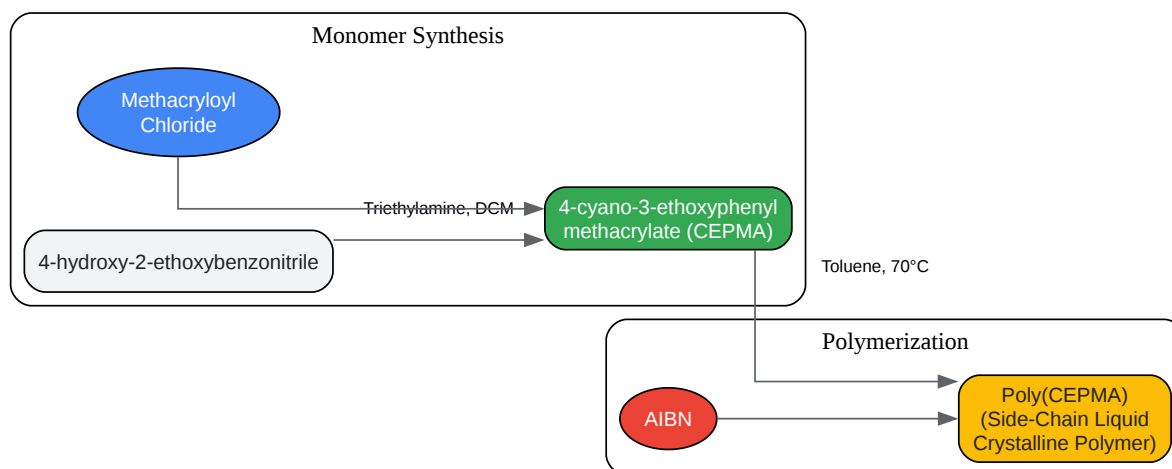 Monomer Synthesis
Methacryloyl
Chloride
Triethylamine, DCM
4-cyano-3-ethoxyphenyl
methacrylate (CEPMA)
4-hydroxy-2-ethoxybenzonitrile
Toluene, 70°C
Polymerization
AIBN
Poly(CEPMA)
(Side-Chain Liquid
Crystalline Polymer)